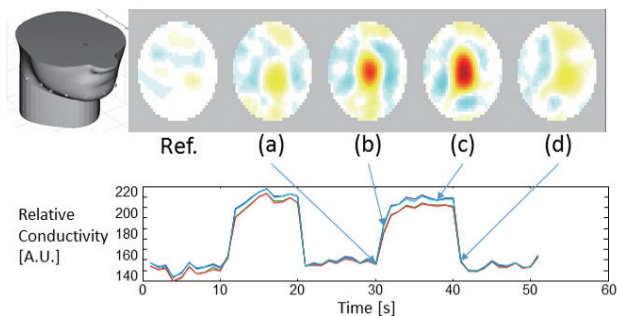 Ref. (a) (b) (c) (d)
Relative
Conductivity
[A.U.]
220
200
180
160
140
0 10 20 30 40 50 60
Time [s]